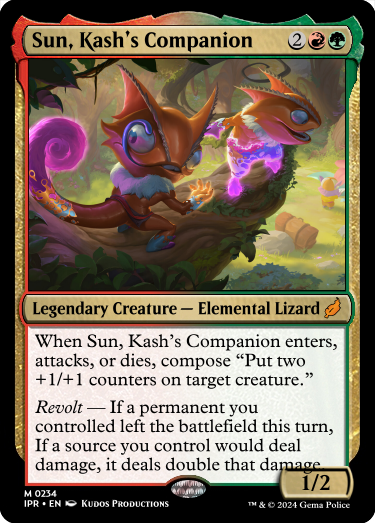 Sun, Kash's Companion 2
Legendary Creature — Elemental Lizard
When Sun, Kash's Companion enters,
attacks, or dies, compose “Put two
+1/+1 counters on target creature.”
Revolt — If a permanent you
controlled left the battlefield this turn,
If a source you control would deal
damage, it deals double that damage.
1/2
M 0234
IPR • EN Kudos Productions
™ & © 2024 Gema Police